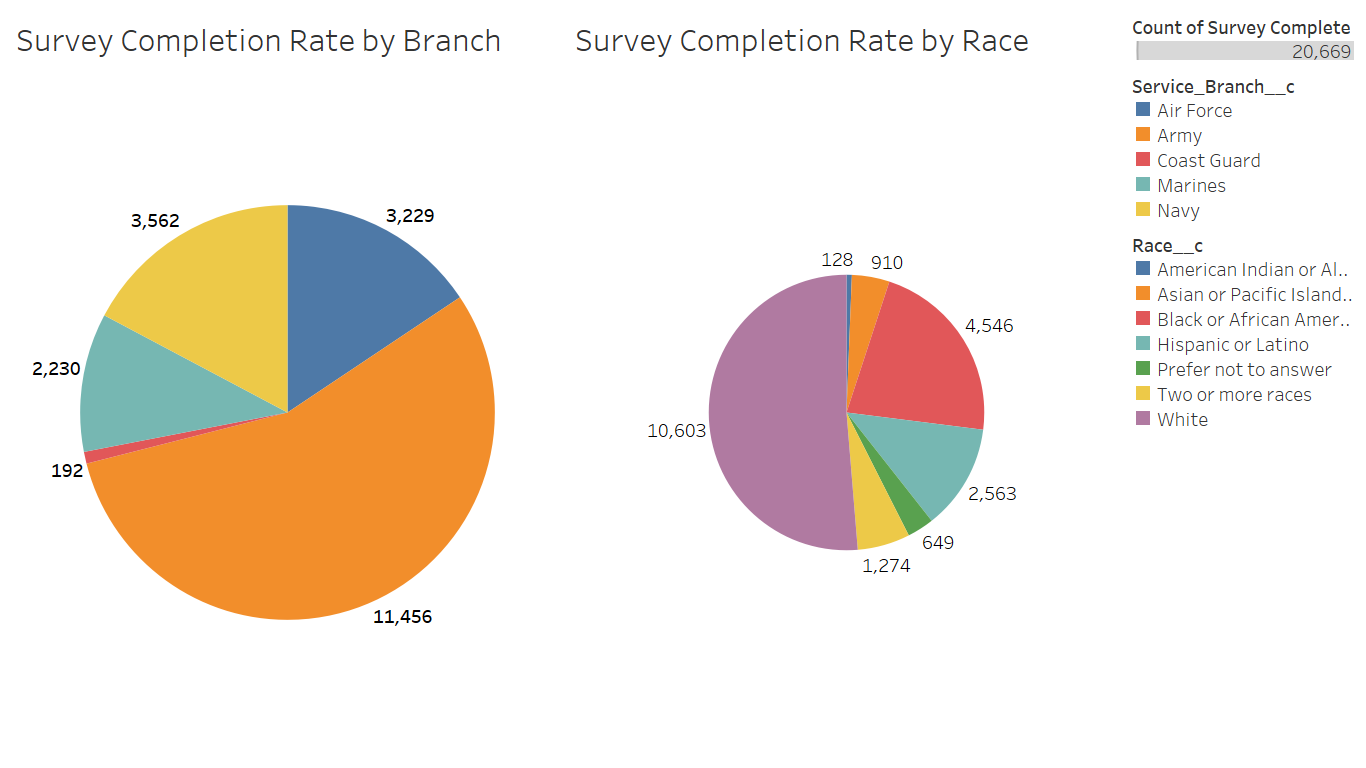 Survey Completion Rate by Branch
3,562
3,229
2,230
192
11,456
Survey Completion Rate by Race
128
910
4,546
10,603
2,563
649
1,274
Count of Survey Complete
20,669
Service_Branch__c
Air Force
Army
Coast Guard
Marines
Navy
Race__c
American Indian or Al..
Asian or Pacific Island..
Black or African Amer..
Hispanic or Latino
Prefer not to answer
Two or more races
White